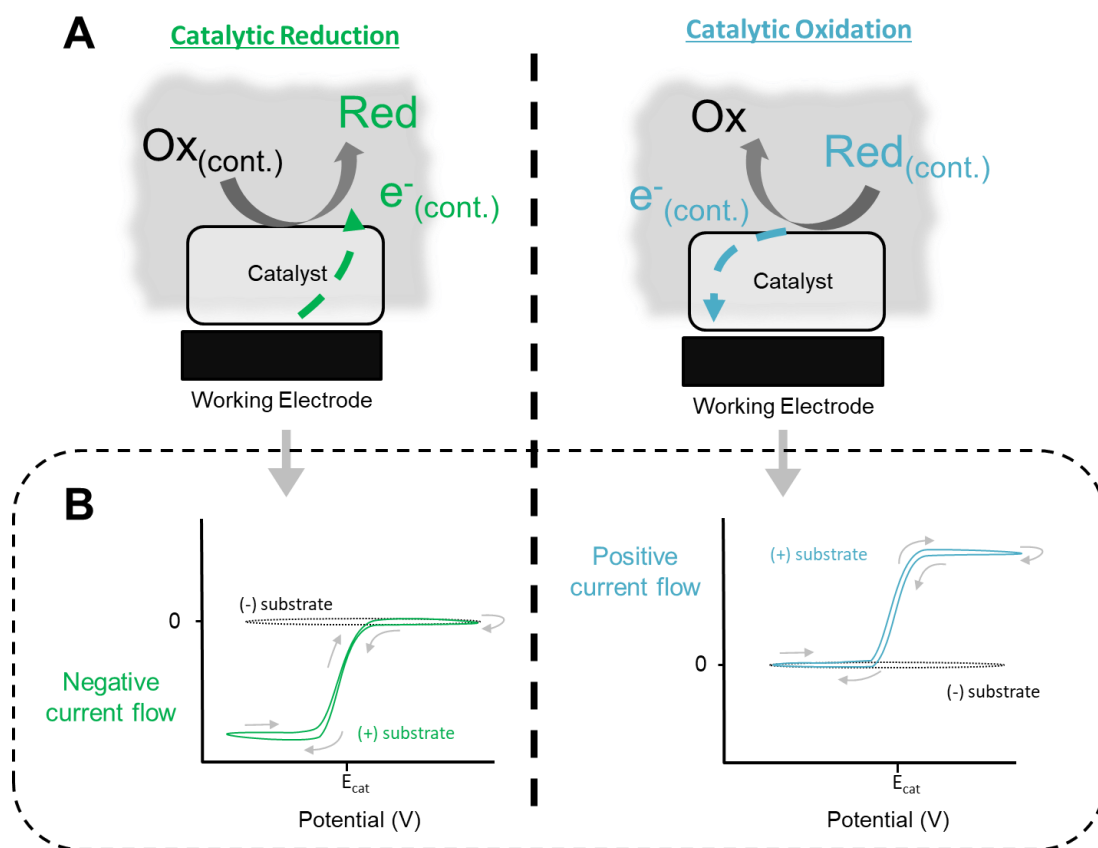 A
Catalytic Reduction
Catalytic Oxidation
Ox(cont.)
Red
e-(cont.)
Catalyst
Working Electrode
Ox
Red(cont.)
e-(cont.)
Catalyst
Working Electrode
B
0
(-) substrate
Negative
current flow
(+) substrate
Ecat
Potential (V)
Positive
current flow
(+) substrate
0
(-) substrate
Ecat
Potential (V)